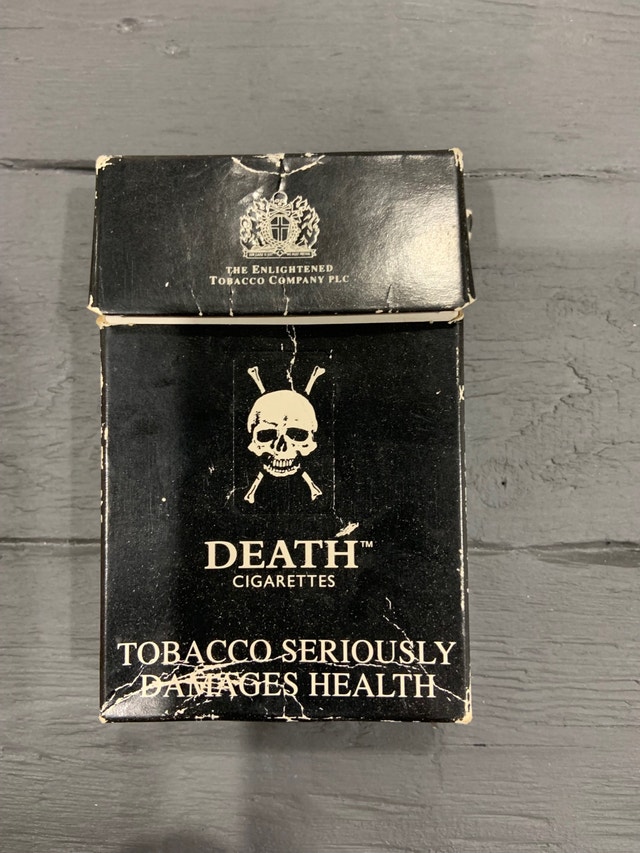 THE ENLIGHTENED
TOBACCO COMPANY PLC
DEATH™
CIGARETTES
TOBACCO SERIOUSLY
DAMAGES HEALTH